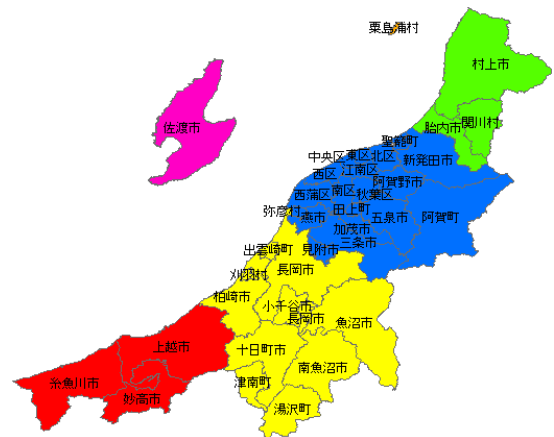 粟島浦村
村上市
関川村
胎内市
佐渡市
聖籠町
新発田市
中央区
東区
北区
西区
江南区
阿賀野市
西蒲区
南区
秋葉区
弥彦村
燕市
田上町
五泉市
阿賀町
加茂市
三条市
見附市
出雲崎町
長岡市
刈羽村
柏崎市
小千谷市
長岡市
魚沼市
上越市
十日町市
南魚沼市
糸魚川市
妙高市
津南町
湯沢町